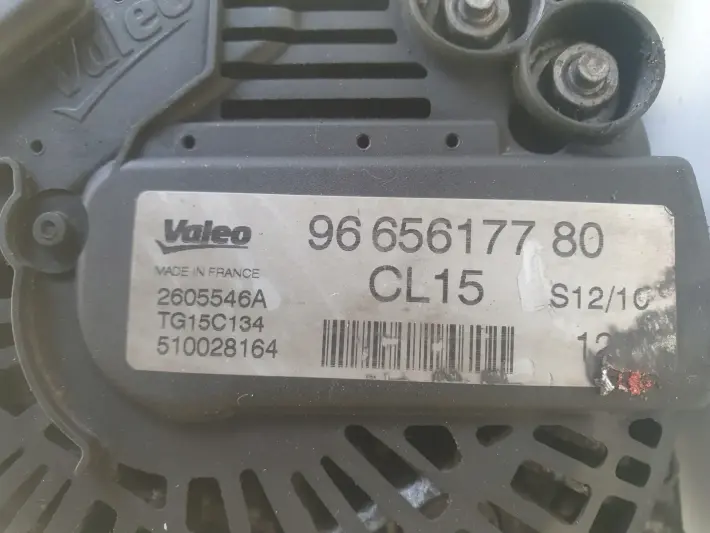 Valeo
Valeo
96 656177 80
MADE IN FRANCE
CL15
S12/10
2605546A
TG15C134
510028164